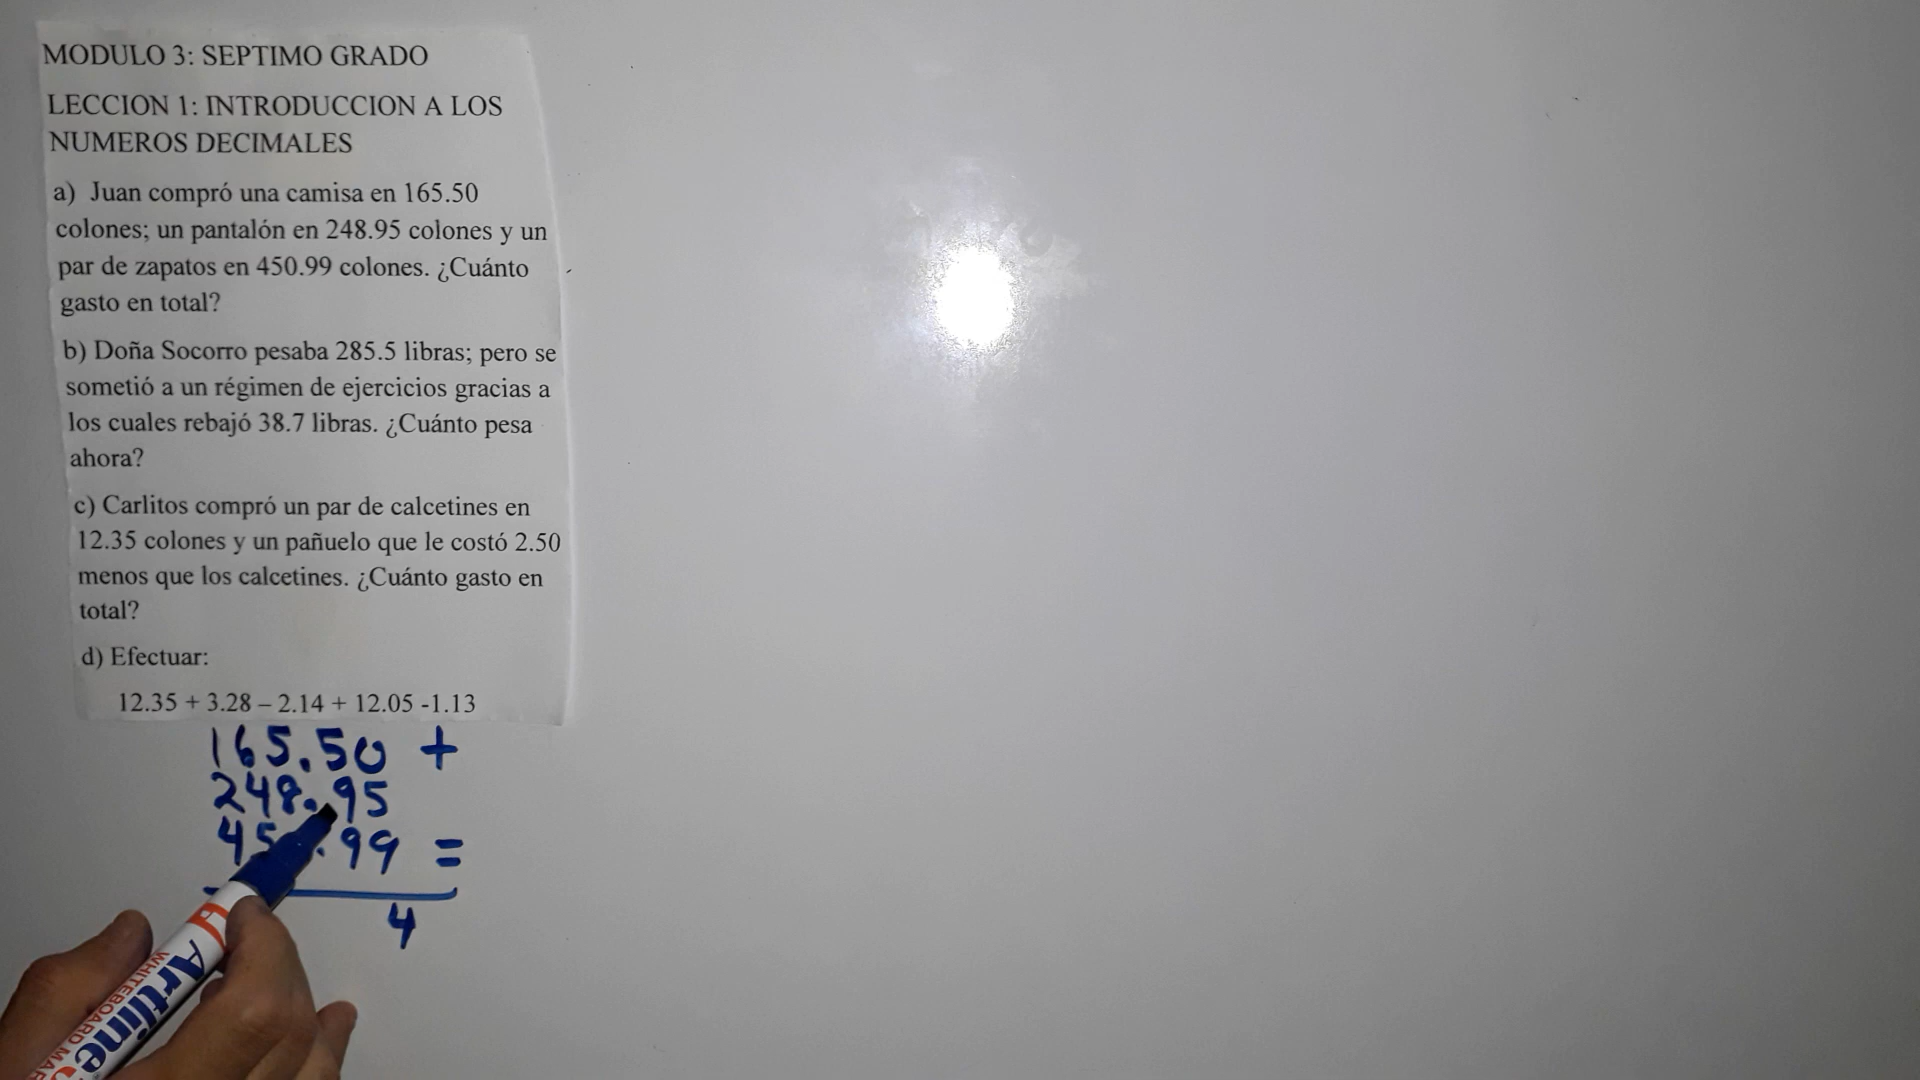 MODULO 3: SEPTIMO GRADO
LECCION 1: INTRODUCCION A LOS
NUMEROS DECIMALES
a) Juan compró una camisa en 165.50
colones; un pantalón en 248.95 colones y un
par de zapatos en 450.99 colones. ¿Cuánto
gasto en total?
b) Doña Socorro pesaba 285.5 libras; pero se
sometió a un régimen de ejercicios gracias a
los cuales rebajó 38.7 libras. ¿Cuánto pesa
ahora?
c) Carlitos compró un par de calcetines en
12.35 colones y un pañuelo que le costó 2.50
menos que los calcetines. ¿Cuánto gasto en
total?
d) Efectuar:
12.35 + 3.28 – 2.14 + 12.05 -1.13
165.50 +
248.95
45 .99 =
4
Artline
WHITEBOARD MAR